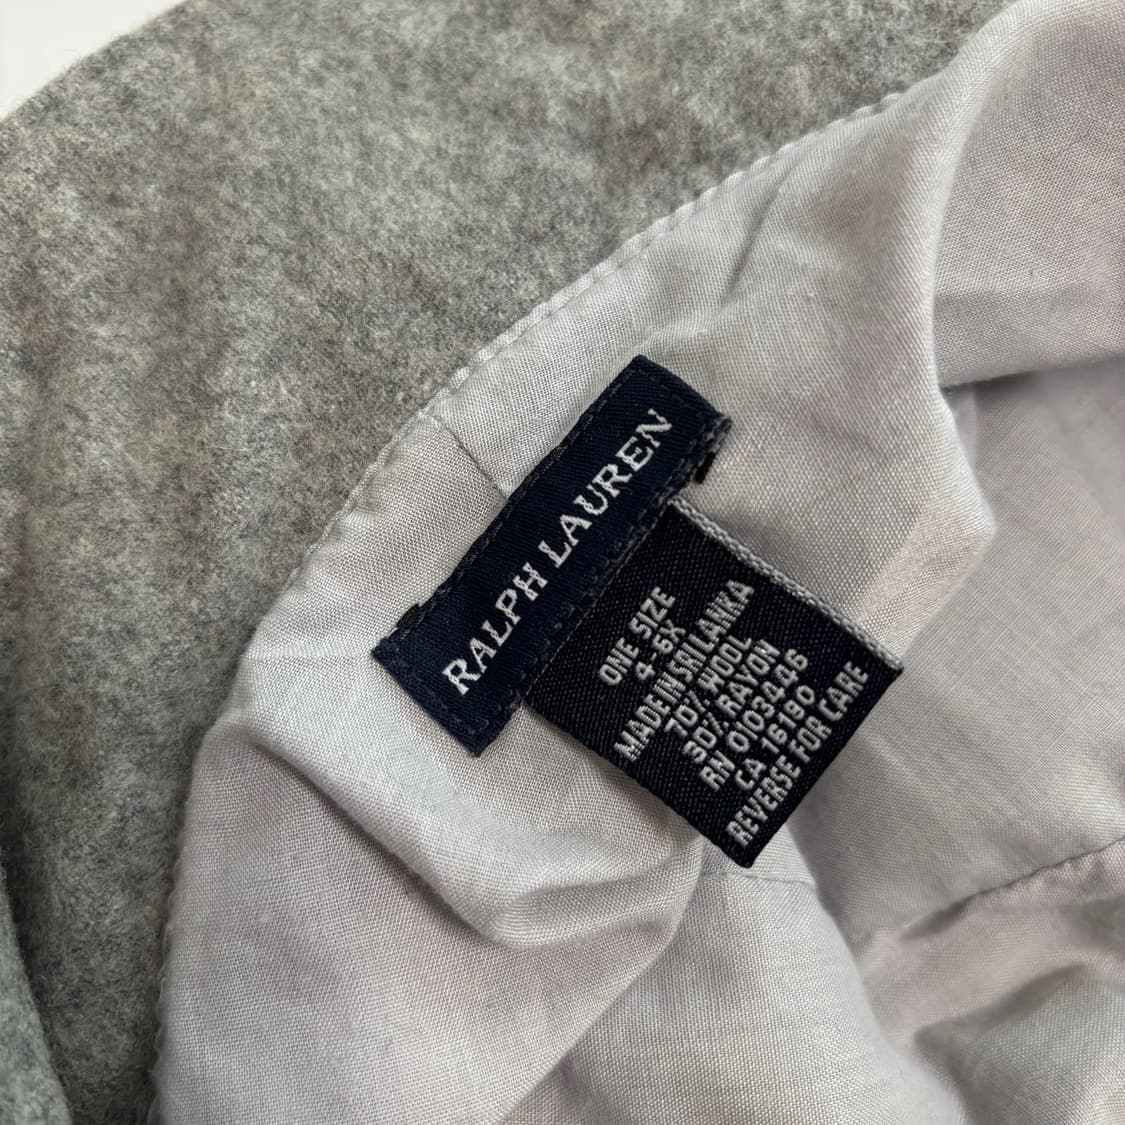 RALPH LAUREN
ONE SIZE
4-6X
MADE IN SRI LANKA
70% WOOL
30% RAYON
RN 0103446
CA 16190
REVERSE FOR CARE